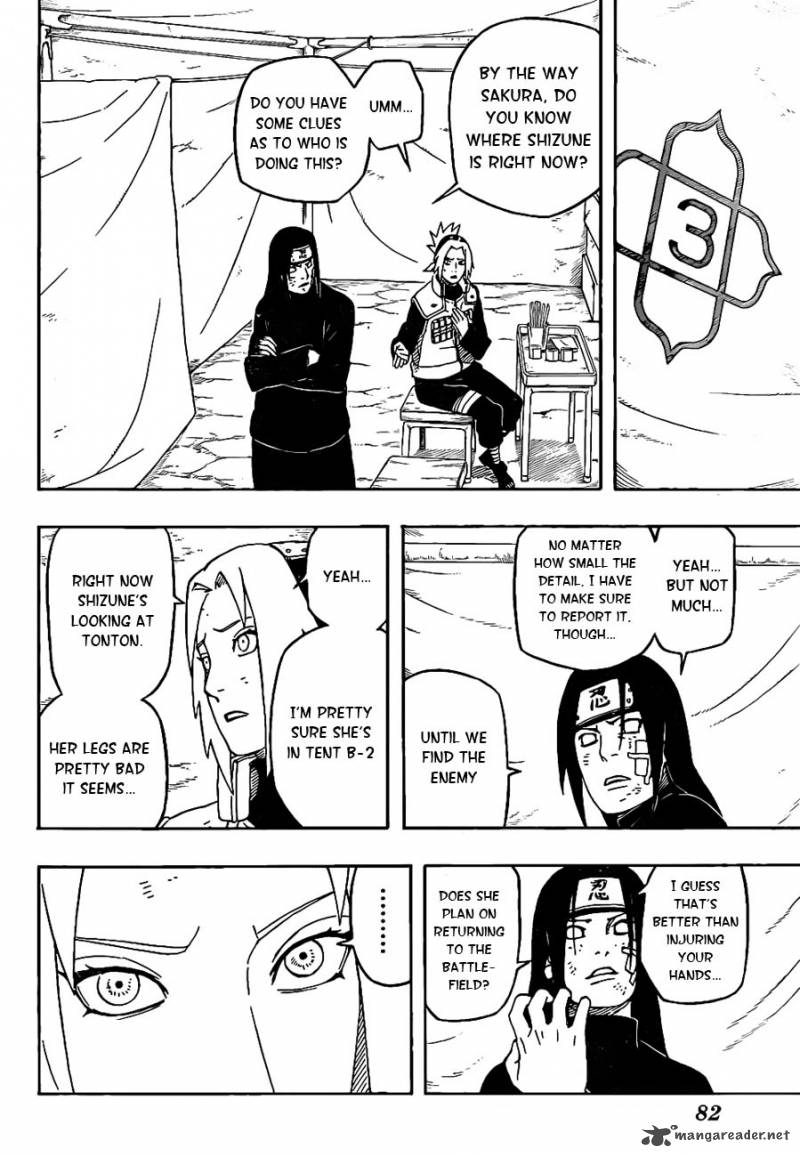 3
BY THE WAY
SAKURA, DO
YOU KNOW
WHERE SHIZUNE
IS RIGHT NOW?
UMM...
DO YOU HAVE
SOME CLUES
AS TO WHO IS
DOING THIS?
YEAH...
BUT NOT
MUCH...
NO MATTER
HOW SMALL THE
DETAIL, I HAVE
TO MAKE SURE
TO REPORT IT,
THOUGH...
UNTIL WE
FIND THE
ENEMY
忍
YEAH...
I'M PRETTY
SURE SHE'S
IN TENT B-2
RIGHT NOW
SHIZUNE'S
LOOKING AT
TONTON.
HER LEGS ARE
PRETTY BAD
IT SEEMS...
I GUESS
THAT'S
BETTER THAN
INJURING
YOUR
HANDS...
忍
DOES SHE
PLAN ON
RETURNING
TO THE
BATTLE-
FIELD?
.........
82
mangareader.net